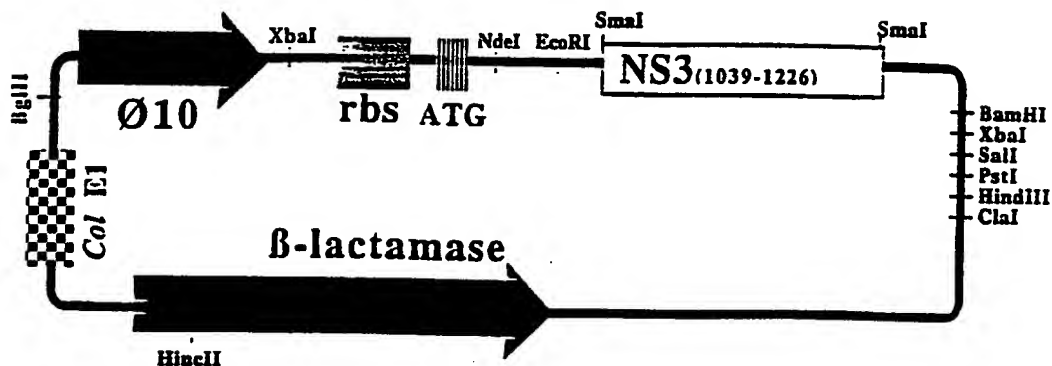 SmaI
SmaI
XbaI
NdeI
EcoRI
NS3(1039-1226)
BglII
Ø10
rbs
ATG
BamHI
XbaI
SalI
PstI
HindIII
ClaI
Col E1
ß-lactamase
HincII